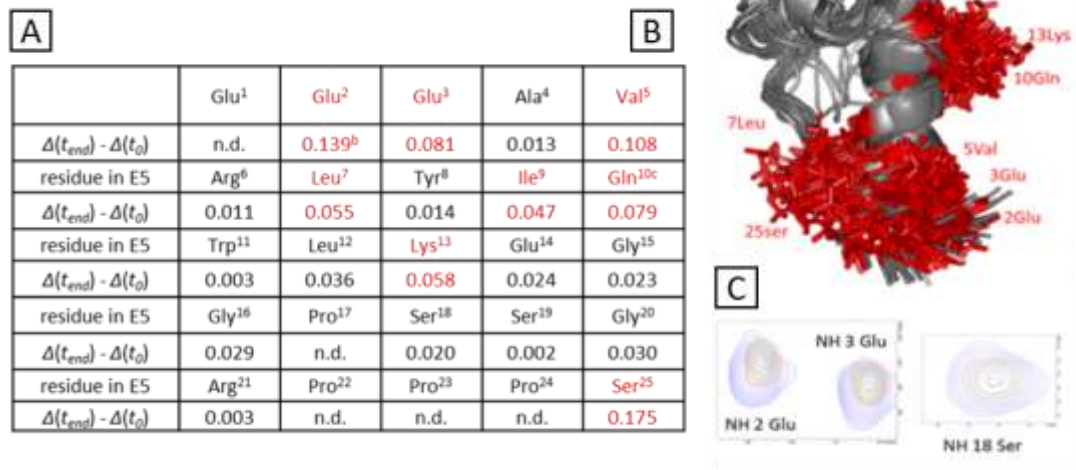 A
B
Glu1 Glu2 Glu3 Ala4 Val5
Δ(tend) - Δ(t0) n.d. 0.139b 0.081 0.013 0.108
residue in E5 Arg6 Leu7 Tyr8 Ile9 Gln10c
Δ(tend) - Δ(t0) 0.011 0.055 0.014 0.047 0.079
residue in E5 Trp11 Leu12 Lys13 Glu14 Gly15
Δ(tend) - Δ(t0) 0.003 0.036 0.058 0.024 0.023
residue in E5 Gly16 Pro17 Ser18 Ser19 Gly20
Δ(tend) - Δ(t0) 0.029 n.d. 0.020 0.002 0.030
residue in E5 Arg21 Pro22 Pro23 Pro24 Ser25
Δ(tend) - Δ(t0) 0.003 n.d. n.d. n.d. 0.175
13Lys
10Gln
7Leu
5Val
3Glu
2Glu
25ser
C
NH 3 Glu
NH 2 Glu
NH 18 Ser